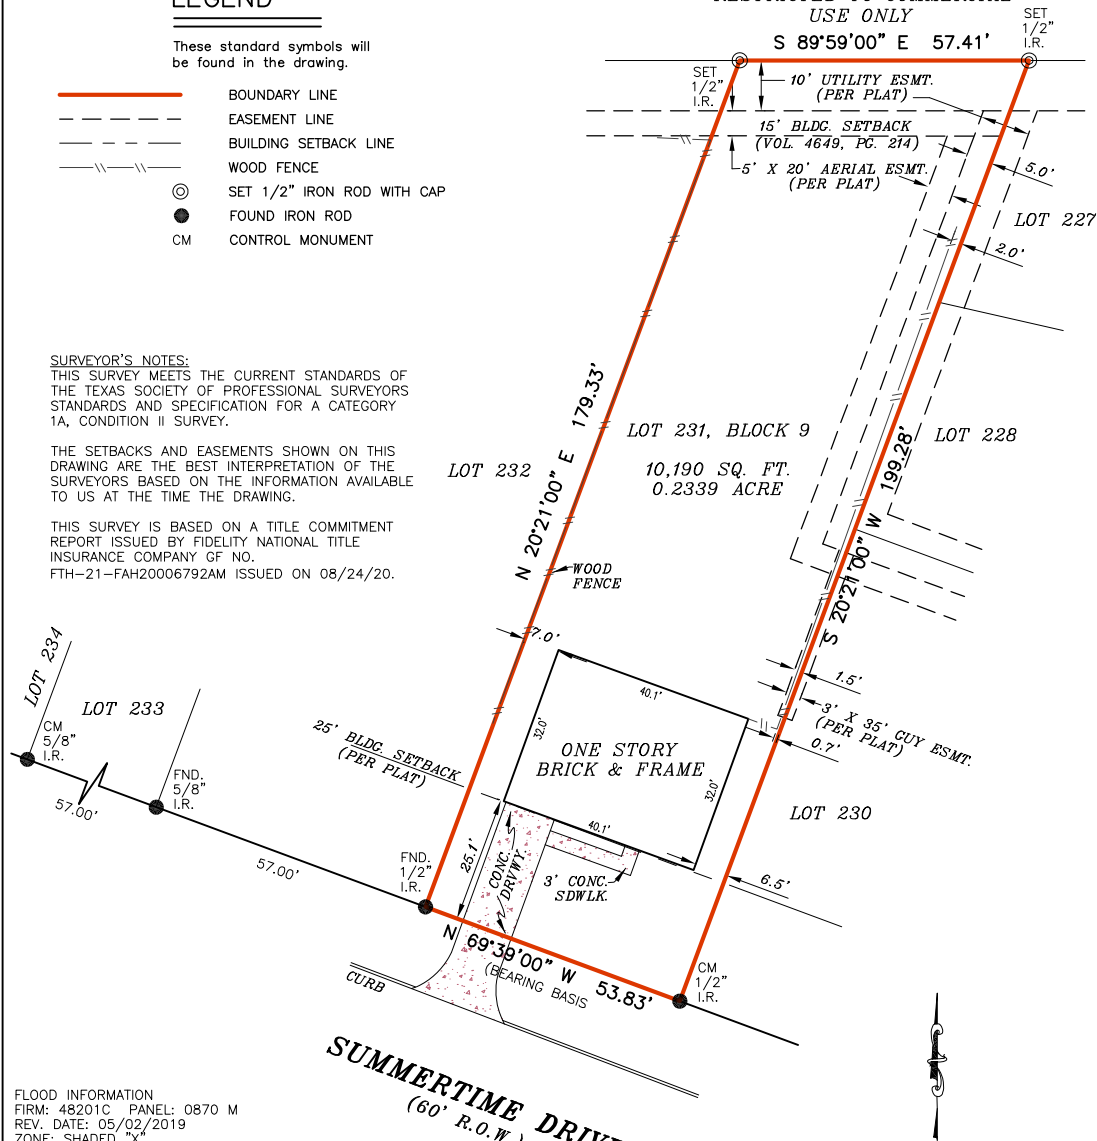 LEGEND
These standard symbols will
be found in the drawing.
BOUNDARY LINE
EASEMENT LINE
BUILDING SETBACK LINE
WOOD FENCE
SET 1/2" IRON ROD WITH CAP
FOUND IRON ROD
CM CONTROL MONUMENT
RESTRICTED TO COMMERCIAL
USE ONLY
S 89°59'00" E 57.41'
SET
1/2"
I.R.
SET
1/2"
I.R.
10' UTILITY ESMT.
(PER PLAT)
15' BLDG. SETBACK
(VOL. 4649, PG. 214)
5' X 20' AERIAL ESMT.
(PER PLAT)
5.0'
LOT 227
2.0'
SURVEYOR'S NOTES:
THIS SURVEY MEETS THE CURRENT STANDARDS OF
THE TEXAS SOCIETY OF PROFESSIONAL SURVEYORS
STANDARDS AND SPECIFICATION FOR A CATEGORY
1A, CONDITION II SURVEY.
THE SETBACKS AND EASEMENTS SHOWN ON THIS
DRAWING ARE THE BEST INTERPRETATION OF THE
SURVEYORS BASED ON THE INFORMATION AVAILABLE
TO US AT THE TIME THE DRAWING.
THIS SURVEY IS BASED ON A TITLE COMMITMENT
REPORT ISSUED BY FIDELITY NATIONAL TITLE
INSURANCE COMPANY GF NO.
FTH-21-FAH20006792AM ISSUED ON 08/24/20.
N 20°21'00" E 179.33'
LOT 232
LOT 231, BLOCK 9
10,190 SQ. FT.
0.2339 ACRE
LOT 228
S 20°21'00" W 199.28'
WOOD
FENCE
7.0'
40.1'
32.0'
ONE STORY
BRICK & FRAME
32.0'
40.1'
1.5'
3' X 35' GUY ESMT.
(PER PLAT)
0.7'
LOT 230
6.5'
LOT 234
LOT 233
CM
5/8"
I.R.
FND.
5/8"
I.R.
57.00'
57.00'
25' BLDG. SETBACK
(PER PLAT)
25.1'
CONC.
DRVWY.
3' CONC.
SDWLK.
FND.
1/2"
I.R.
N 69°39'00" W 53.83'
(BEARING BASIS
CM
1/2"
I.R.
CURB
SUMMERTIME DRIVE
(60' R.O.W.)
FLOOD INFORMATION
FIRM: 48201C PANEL: 0870 M
REV. DATE: 05/02/2019
ZONE: SHADED "X"